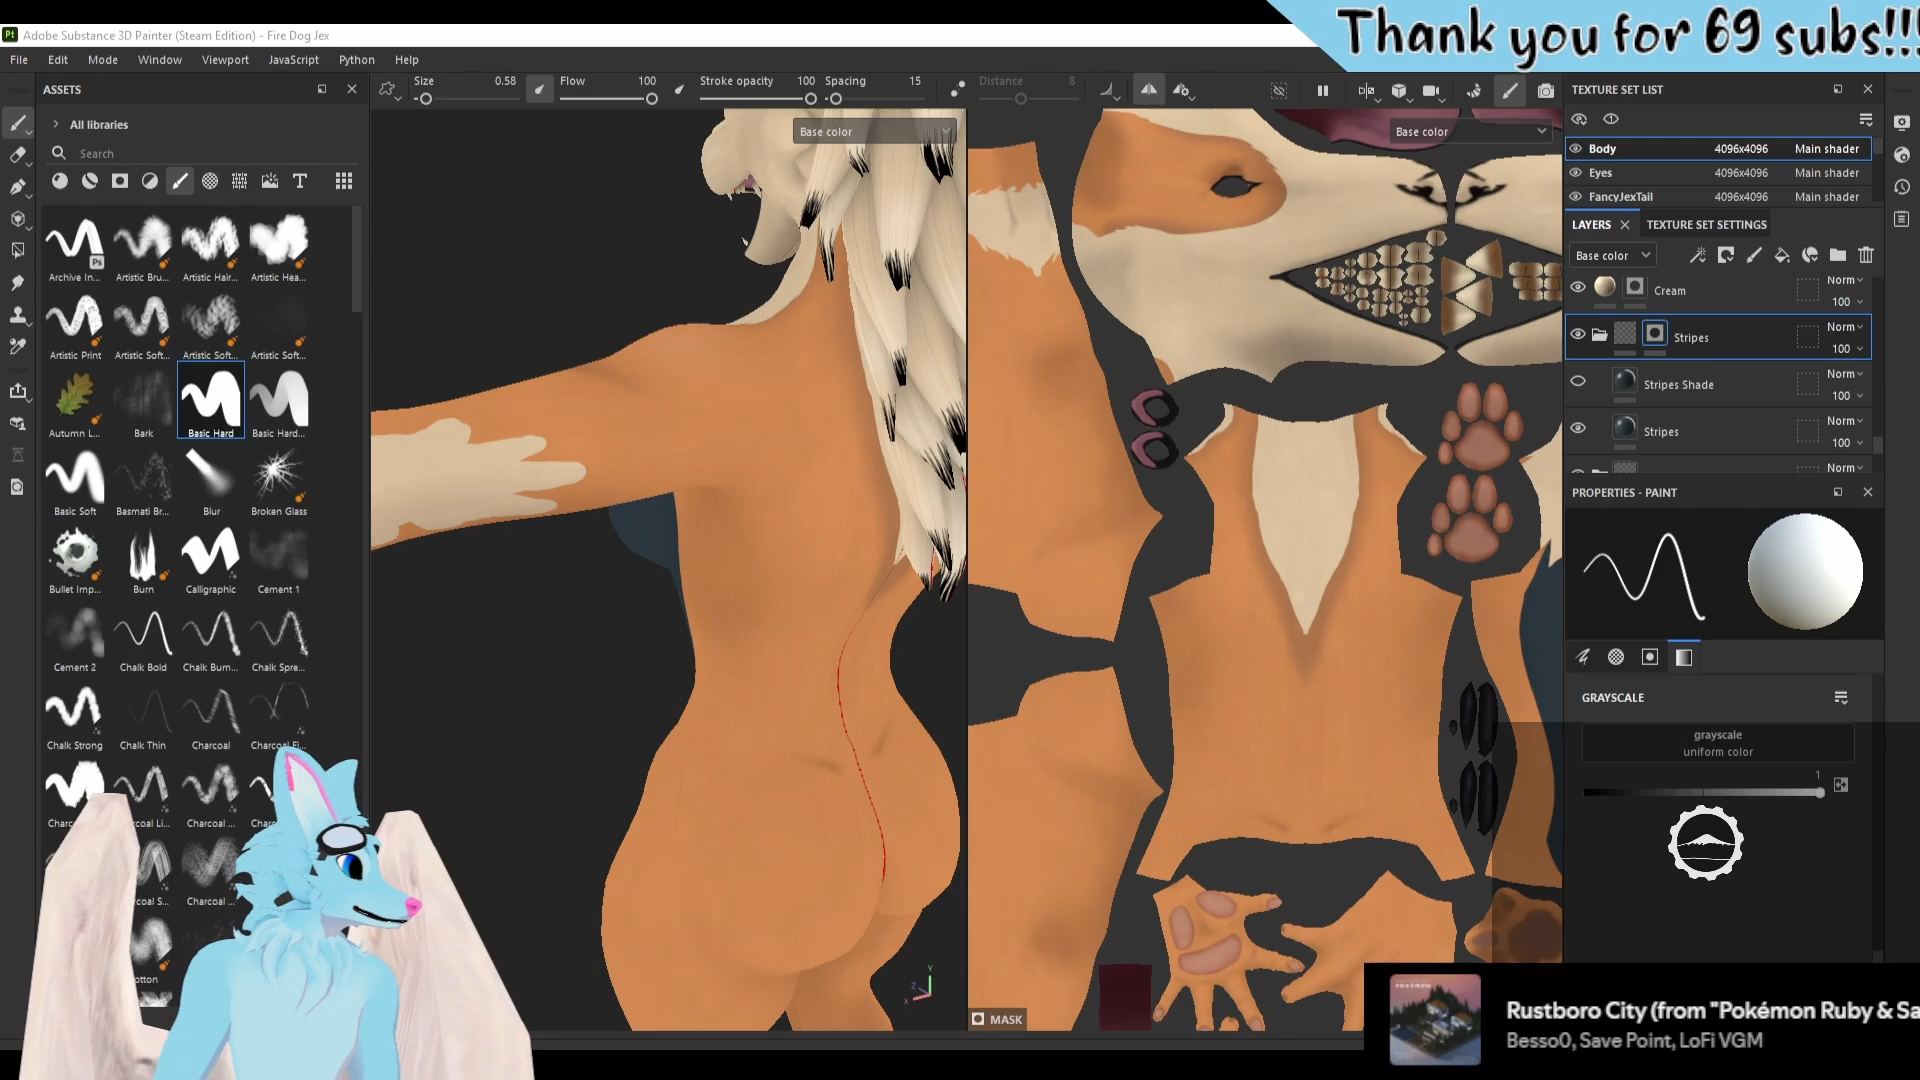 Thank you for 69 subs!!!
Adobe Substance 3D Painter (Steam Edition) - Fire Dog Jex
File Edit Mode Window Viewport JavaScript Python Help
ASSETS
Size 0.58 Flow 100 Stroke opacity 100 Spacing 15 Distance 8
All libraries
Search
Base color
Base color
Archive In... Artistic Bru... Artistic Hair... Artistic Hea...
Artistic Print Artistic Soft... Artistic Soft... Artistic Soft...
Autumn L... Bark Basic Hard Basic Hard...
Basic Soft Basmati Br... Blur Broken Glass
Bullet Imp... Burn Calligraphic Cement 1
Cement 2 Chalk Bold Chalk Bum... Chalk Spre...
Chalk Strong Chalk Thin Charcoal Charcoal Fi...
Charc oal Li... Charcoal ...
coal S... Charcoal ...
otton
MASK
TEXTURE SET LIST
Body 4096x4096 Main shader
Eyes 4096x4096 Main shader
FancyJexTail 4096x4096 Main shader
LAYERS TEXTURE SET SETTINGS
Base color
Cream Norm 100
Stripes Norm 100
Stripes Shade Norm 100
Stripes Norm 100
Norm
PROPERTIES - PAINT
GRAYSCALE
grayscale
uniform color
1
Y
Z
X
Rustboro City (from "Pokémon Ruby & Sa
Besso0, Save Point, LoFi VGM